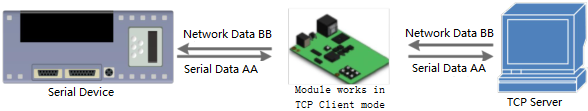 Network Data BB
Serial Data AA
Serial Device
Module works in
TCP Client mode
Network Data BB
Serial Data AA
TCP Server